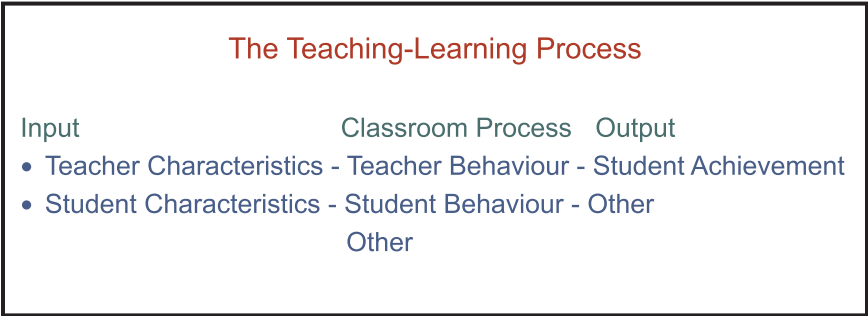 The Teaching-Learning Process
Input Classroom Process Output
• Teacher Characteristics - Teacher Behaviour - Student Achievement
• Student Characteristics - Student Behaviour - Other
Other